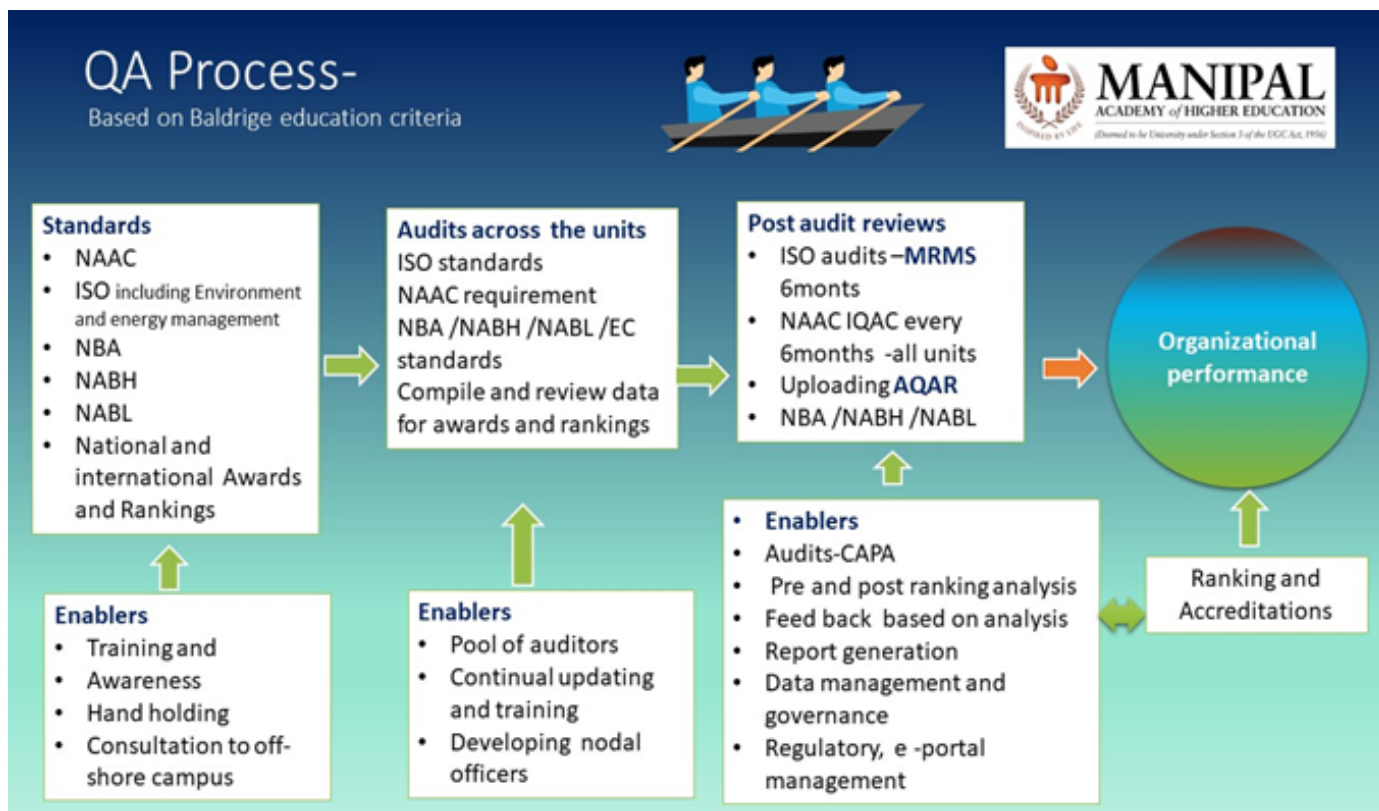 QA Process-
Based on Baldrige education criteria
MANIPAL
ACADEMY of HIGHER EDUCATION
(Deemed to be University under Section 3 of the UGC Act, 1956)
INSPIRED BY LIFE
Standards
• NAAC
• ISO including Environment
and energy management
• NBA
• NABH
• NABL
• National and
international Awards
and Rankings
Audits across the units
ISO standards
NAAC requirement
NBA /NABH /NABL /EC
standards
Compile and review data
for awards and rankings
Post audit reviews
• ISO audits –MRMS
6monts
• NAAC IQAC every
6months -all units
• Uploading AQAR
• NBA /NABH /NABL
Organizational
performance
Enablers
• Training and
• Awareness
• Hand holding
• Consultation to off-
shore campus
Enablers
• Pool of auditors
• Continual updating
and training
• Developing nodal
officers
• Enablers
• Audits-CAPA
• Pre and post ranking analysis
• Feed back based on analysis
• Report generation
• Data management and
governance
• Regulatory, e -portal
management
Ranking and
Accreditations